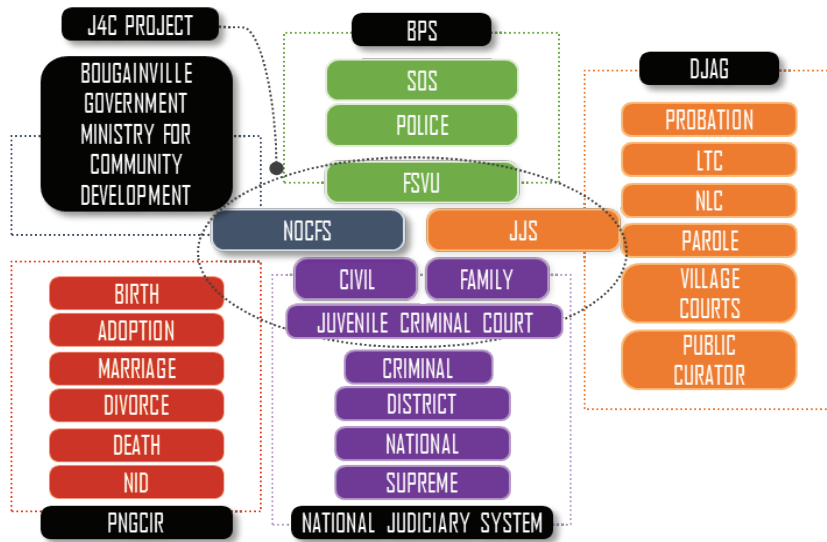 J4C PROJECT
BOUGAINVILLE
GOVERNMENT
MINISTRY FOR
COMMUNITY
DEVELOPMENT
BPS
SOS
POLICE
FSVU
DJAG
PROBATION
LTC
NLC
PAROLE
VILLAGE
COURTS
PUBLIC
CURATOR
NOCFS
JJS
CIVIL
FAMILY
JUVENILE CRIMINAL COURT
CRIMINAL
DISTRICT
NATIONAL
SUPREME
NATIONAL JUDICIARY SYSTEM
BIRTH
ADOPTION
MARRIAGE
DIVORCE
DEATH
NID
PNGCIR